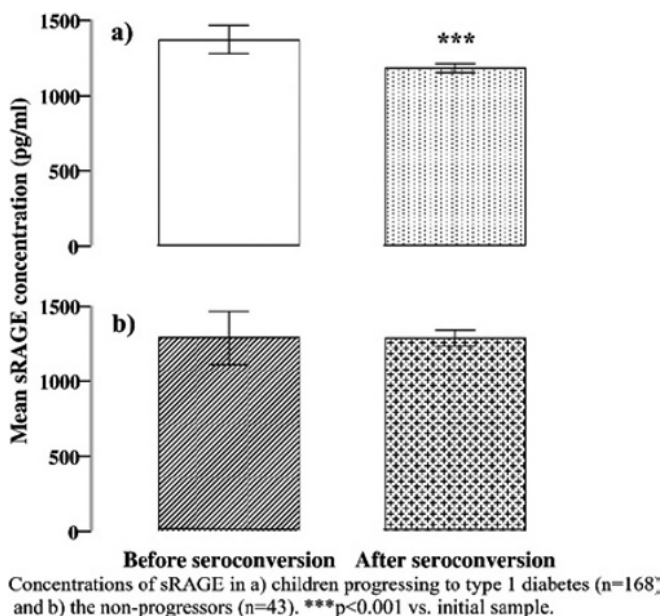 Mean sRAGE concentration (pg/ml)
1500
a)
***
1000
500
0
1500
b)
1000
500
0
Before seroconversion After seroconversion
Concentrations of sRAGE in a) children progressing to type 1 diabetes (n=168)
and b) the non-progressors (n=43). ***p<0.001 vs. initial sample.